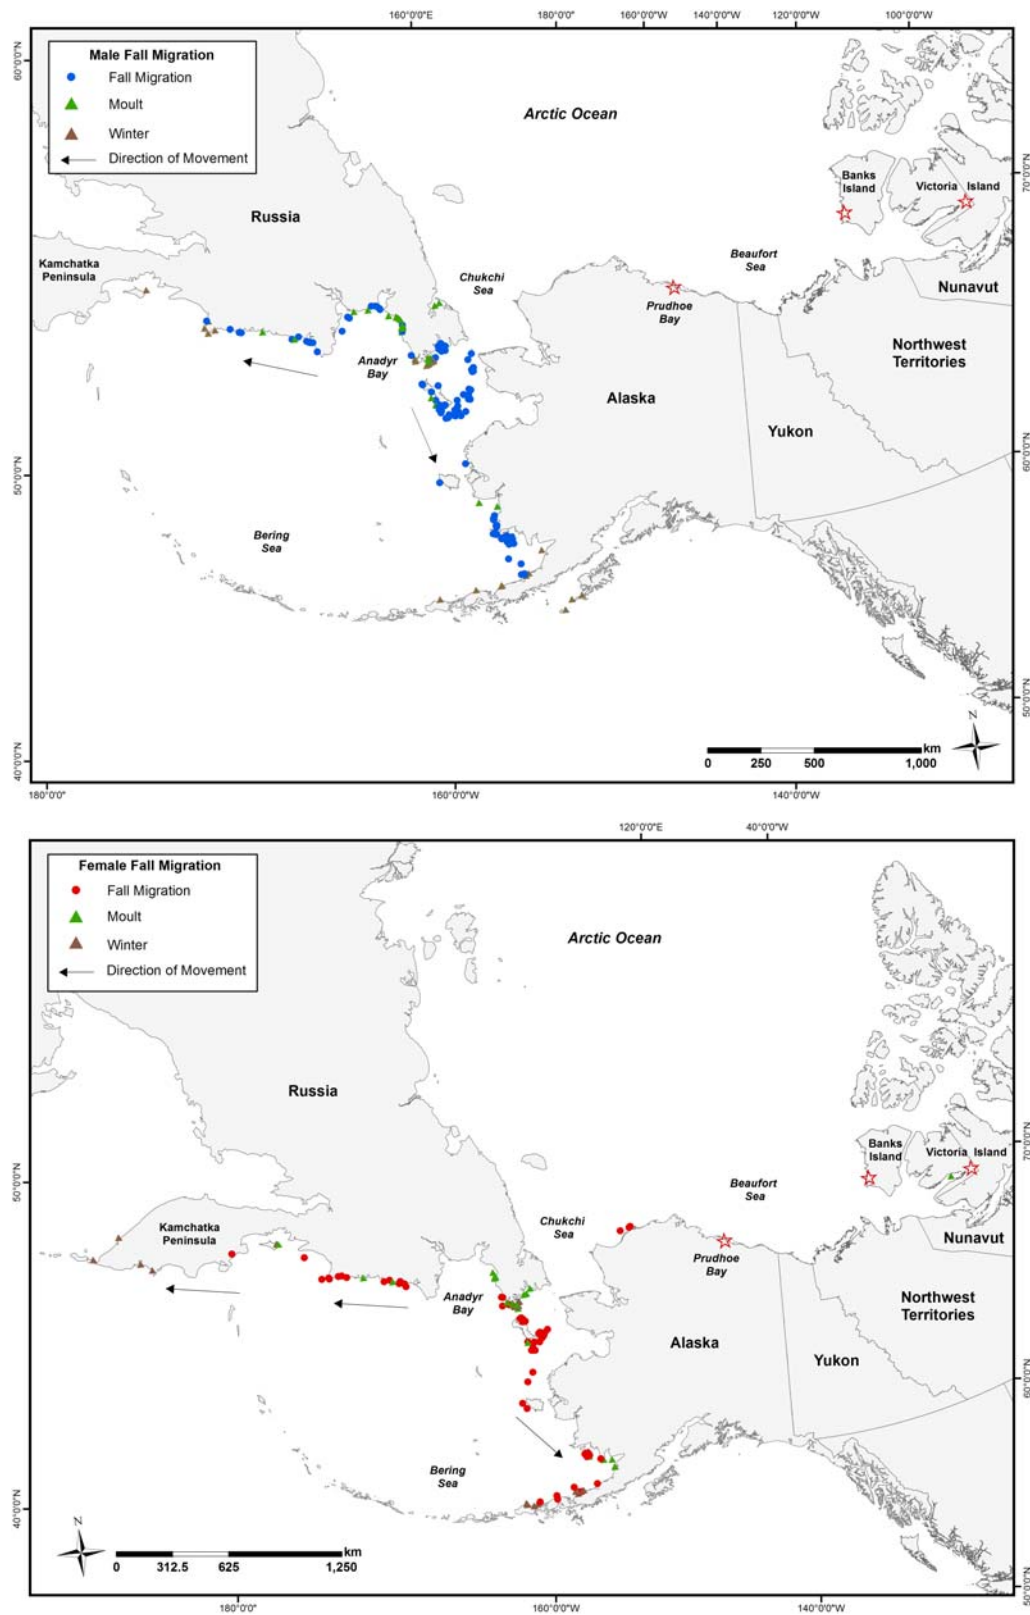 160°0'0"E
180°0'0"
160°0'0"W
140°0'0"W
120°0'0"W
100°0'0"W
60°0'0"N
Male Fall Migration
Fall Migration
Moult
Winter
Direction of Movement
Arctic Ocean
70°0'0"N
Banks
Island
Victoria Island
Russia
Kamchatka
Peninsula
Chukchi
Sea
Beaufort
Sea
Nunavut
Prudhoe
Bay
Northwest
Territories
Anadyr
Bay
Alaska
Yukon
60°0'0"N
50°0'0"N
Bering
Sea
50°0'0"N
N
km
0 250 500 1,000
40°0'0"N
180°0'0"
160°0'0"W
140°0'0"W
120°0'0"E
40°0'0"W
Female Fall Migration
Fall Migration
Moult
Winter
Direction of Movement
Arctic Ocean
Russia
70°0'0"N
Banks
Island
Victoria Island
50°0'0"N
Beaufort
Sea
Chukchi
Sea
Kamchatka
Peninsula
Nunavut
Prudhoe
Bay
Anadyr
Bay
Northwest
Territories
Alaska
Yukon
60°0'0"N
Bering
Sea
40°0'0"N
N
km
0 312.5 625 1,250
50°0'0"N
180°0'0"
160°0'0"W
140°0'0"W